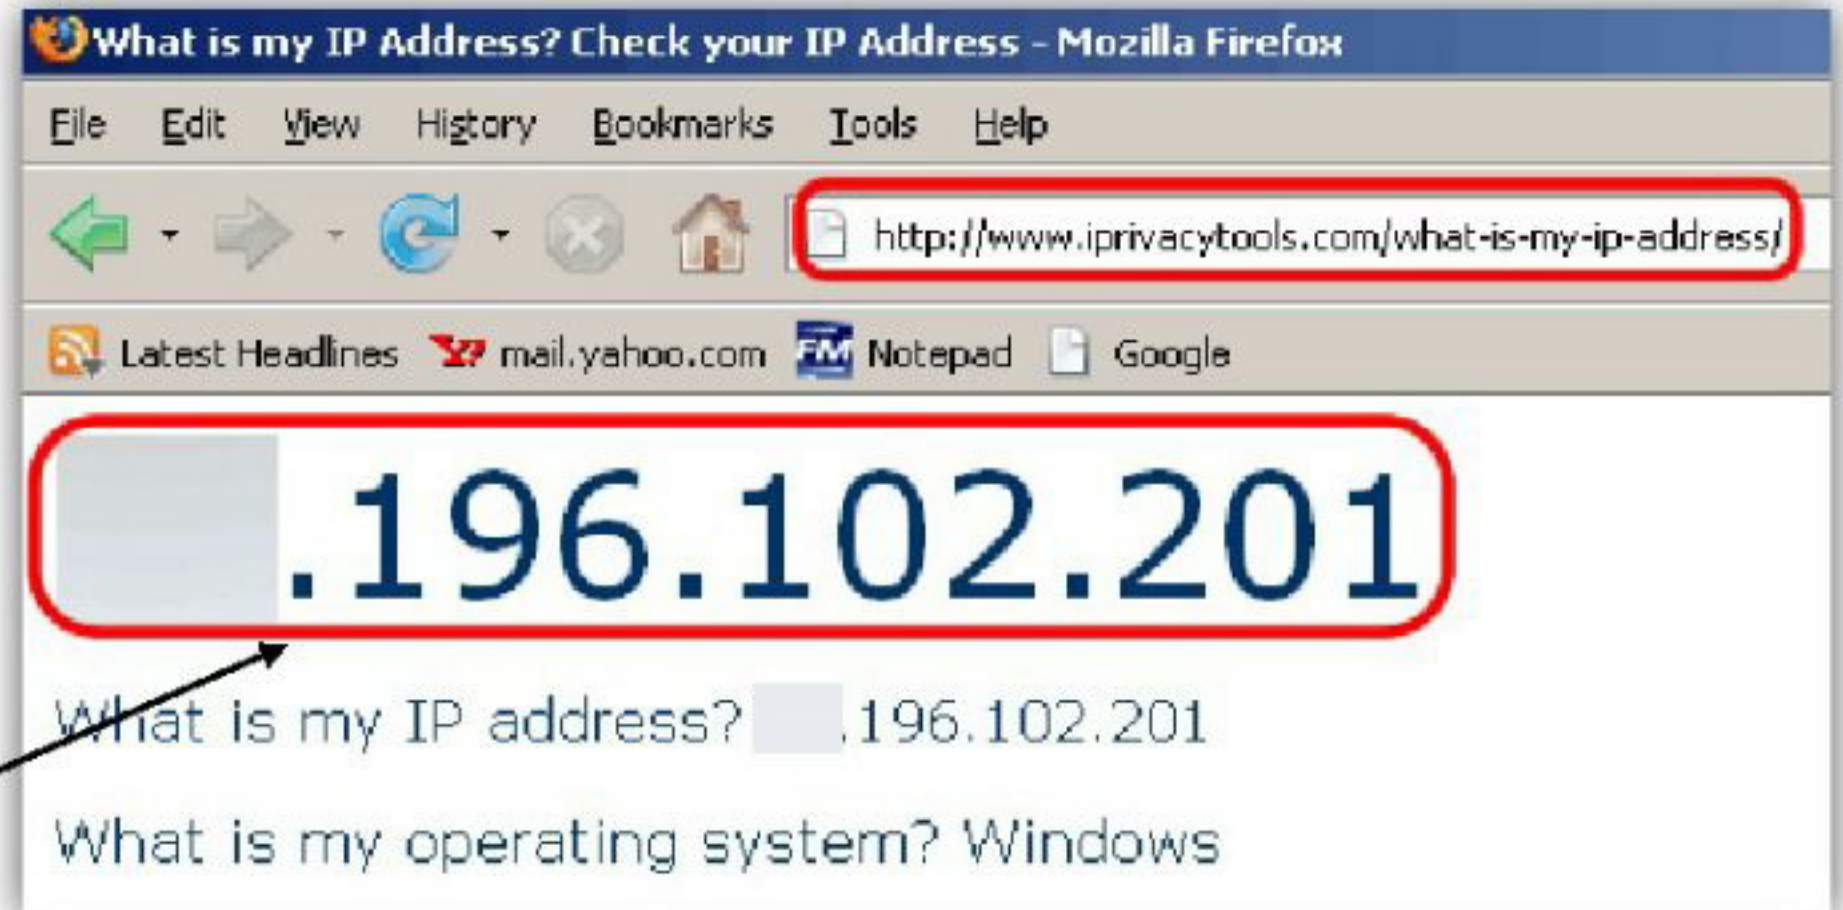 What is my IP Address? Check your IP Address - Mozilla Firefox
File Edit View History Bookmarks Tools Help
http://www.iprivacytools.com/what-is-my-ip-address/
Latest Headlines Y? mail.yahoo.com FM Notepad Google
.196.102.201
What is my IP address? .196.102.201
What is my operating system? Windows